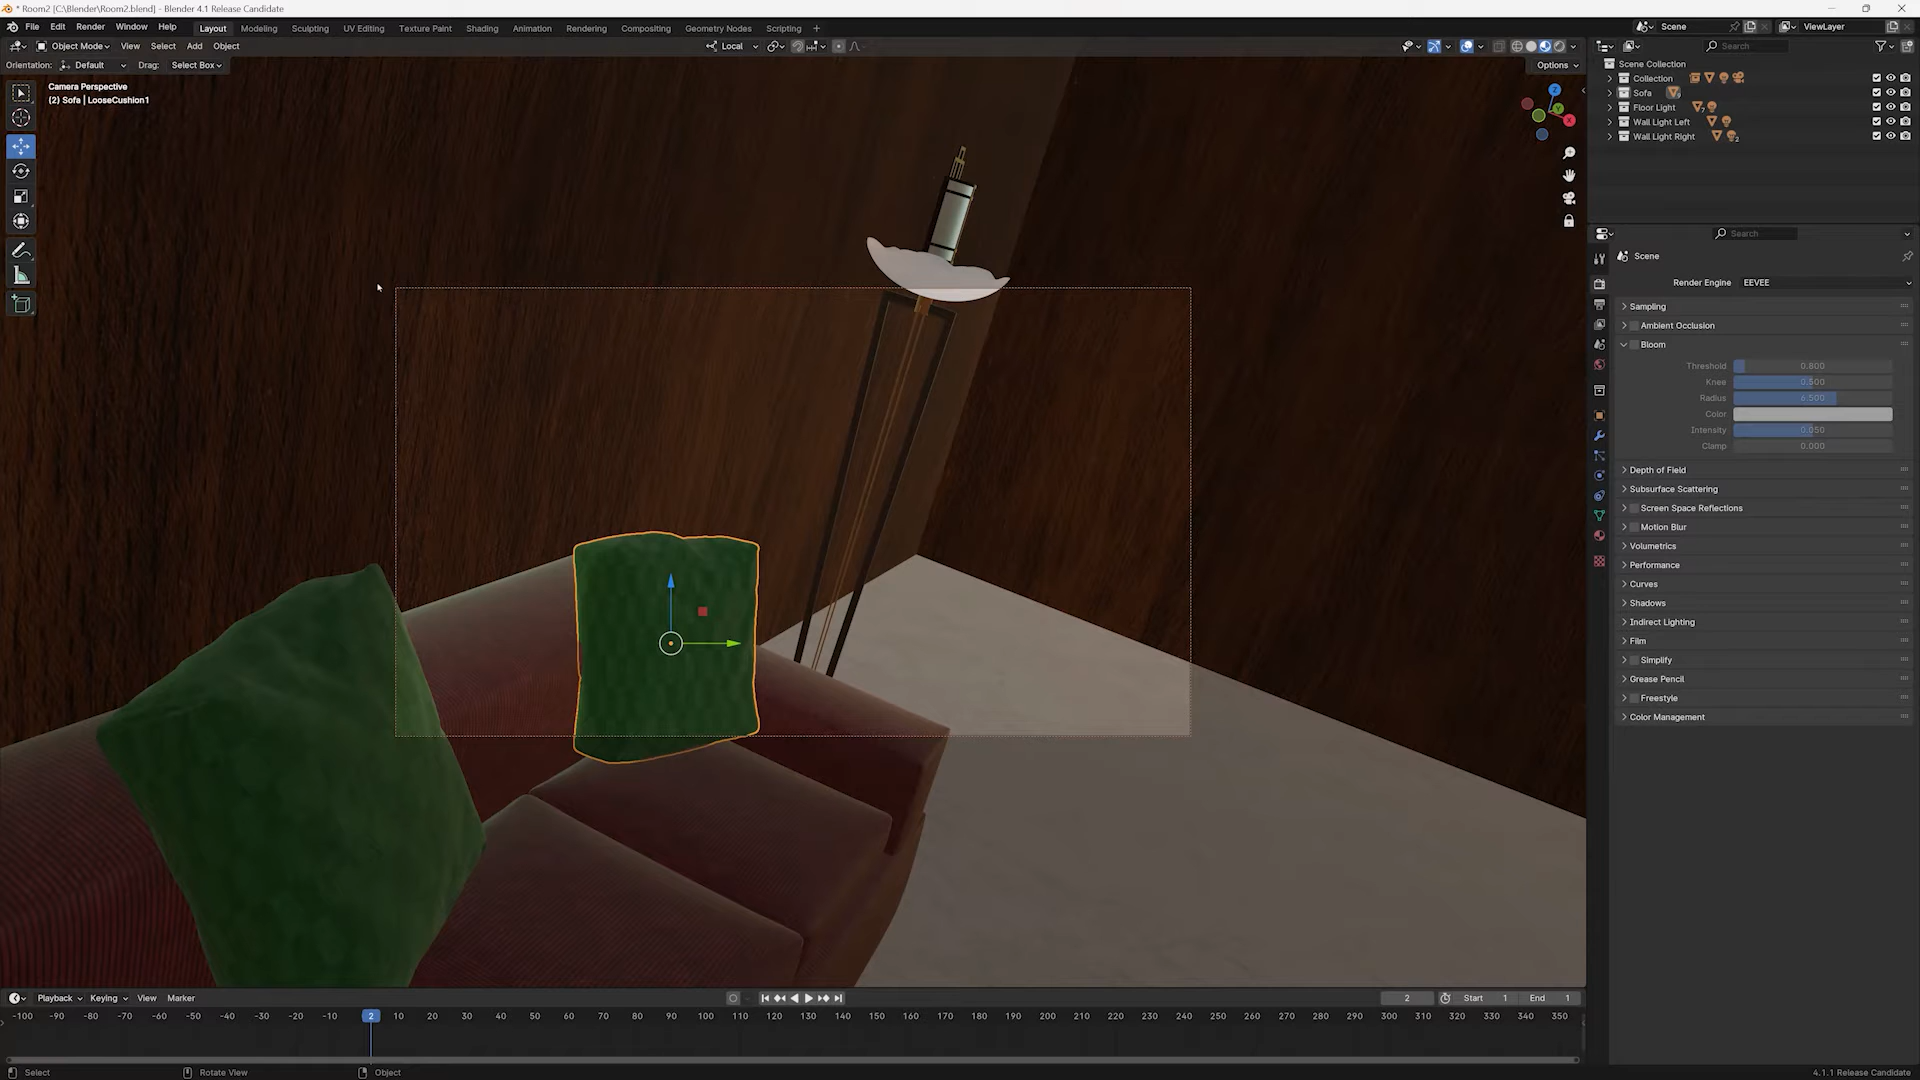 * Room2 [C:\Blender\Room2.blend] - Blender 4.1 Release Candidate
File Edit Render Window Help
Layout Modeling Sculpting UV Editing Texture Paint Shading Animation Rendering Compositing Geometry Nodes Scripting +
Scene
ViewLayer
Object Mode View Select Add Object
Local
Search
Orientation: Default Drag: Select Box
Options
Camera Perspective
(2) Sofa | LooseCushion1
Z
Y
X
Scene Collection
Collection
Sofa
Floor Light
Wall Light Left
Wall Light Right
2
Search
Scene
Render Engine EEVEE
Sampling
Ambient Occlusion
Bloom
Threshold 0.800
Knee 0.500
Radius 6.500
Color
Intensity 0.050
Clamp 0.000
Depth of Field
Subsurface Scattering
Screen Space Reflections
Motion Blur
Volumetrics
Performance
Curves
Shadows
Indirect Lighting
Film
Simplify
Grease Pencil
Freestyle
Color Management
Playback Keying View Marker
2 Start 1 End 1
-100 -90 -80 -70 -60 -50 -40 -30 -20 -10 2 10 20 30 40 50 60 70 80 90 100 110 120 130 140 150 160 170 180 190 200 210 220 230 240 250 260 270 280 290 300 310 320 330 340 350
Select Rotate View Object
4.1.1 Release Candidate